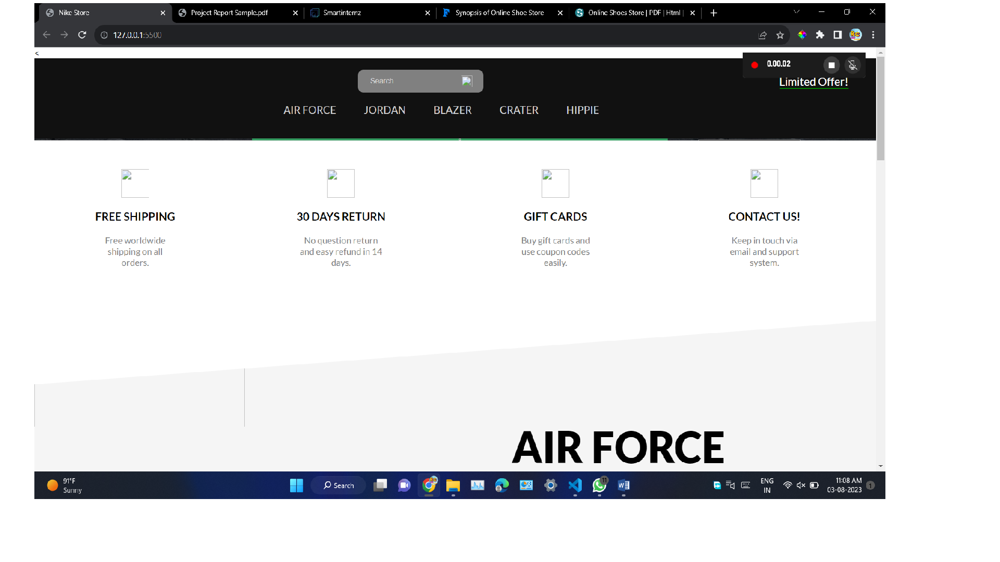 Nike Store
Project Report Sample.pdf
Smartinternz
Synopsis of Online Shoe Store
Online Shoes Store | PDF | Html |
127.0.0.1:5500
<
0.00.02
Search
Limited Offer!
AIR FORCE
JORDAN
BLAZER
CRATER
HIPPIE
FREE SHIPPING
Free worldwide
shipping on all
orders.
30 DAYS RETURN
No question return
and easy refund in 14
days.
GIFT CARDS
Buy gift cards and
use coupon codes
easily.
CONTACT US!
Keep in touch via
email and support
system.
AIR FORCE
91°F
Sunny
Search
11
ENG
IN
11:08 AM
03-08-2023
1